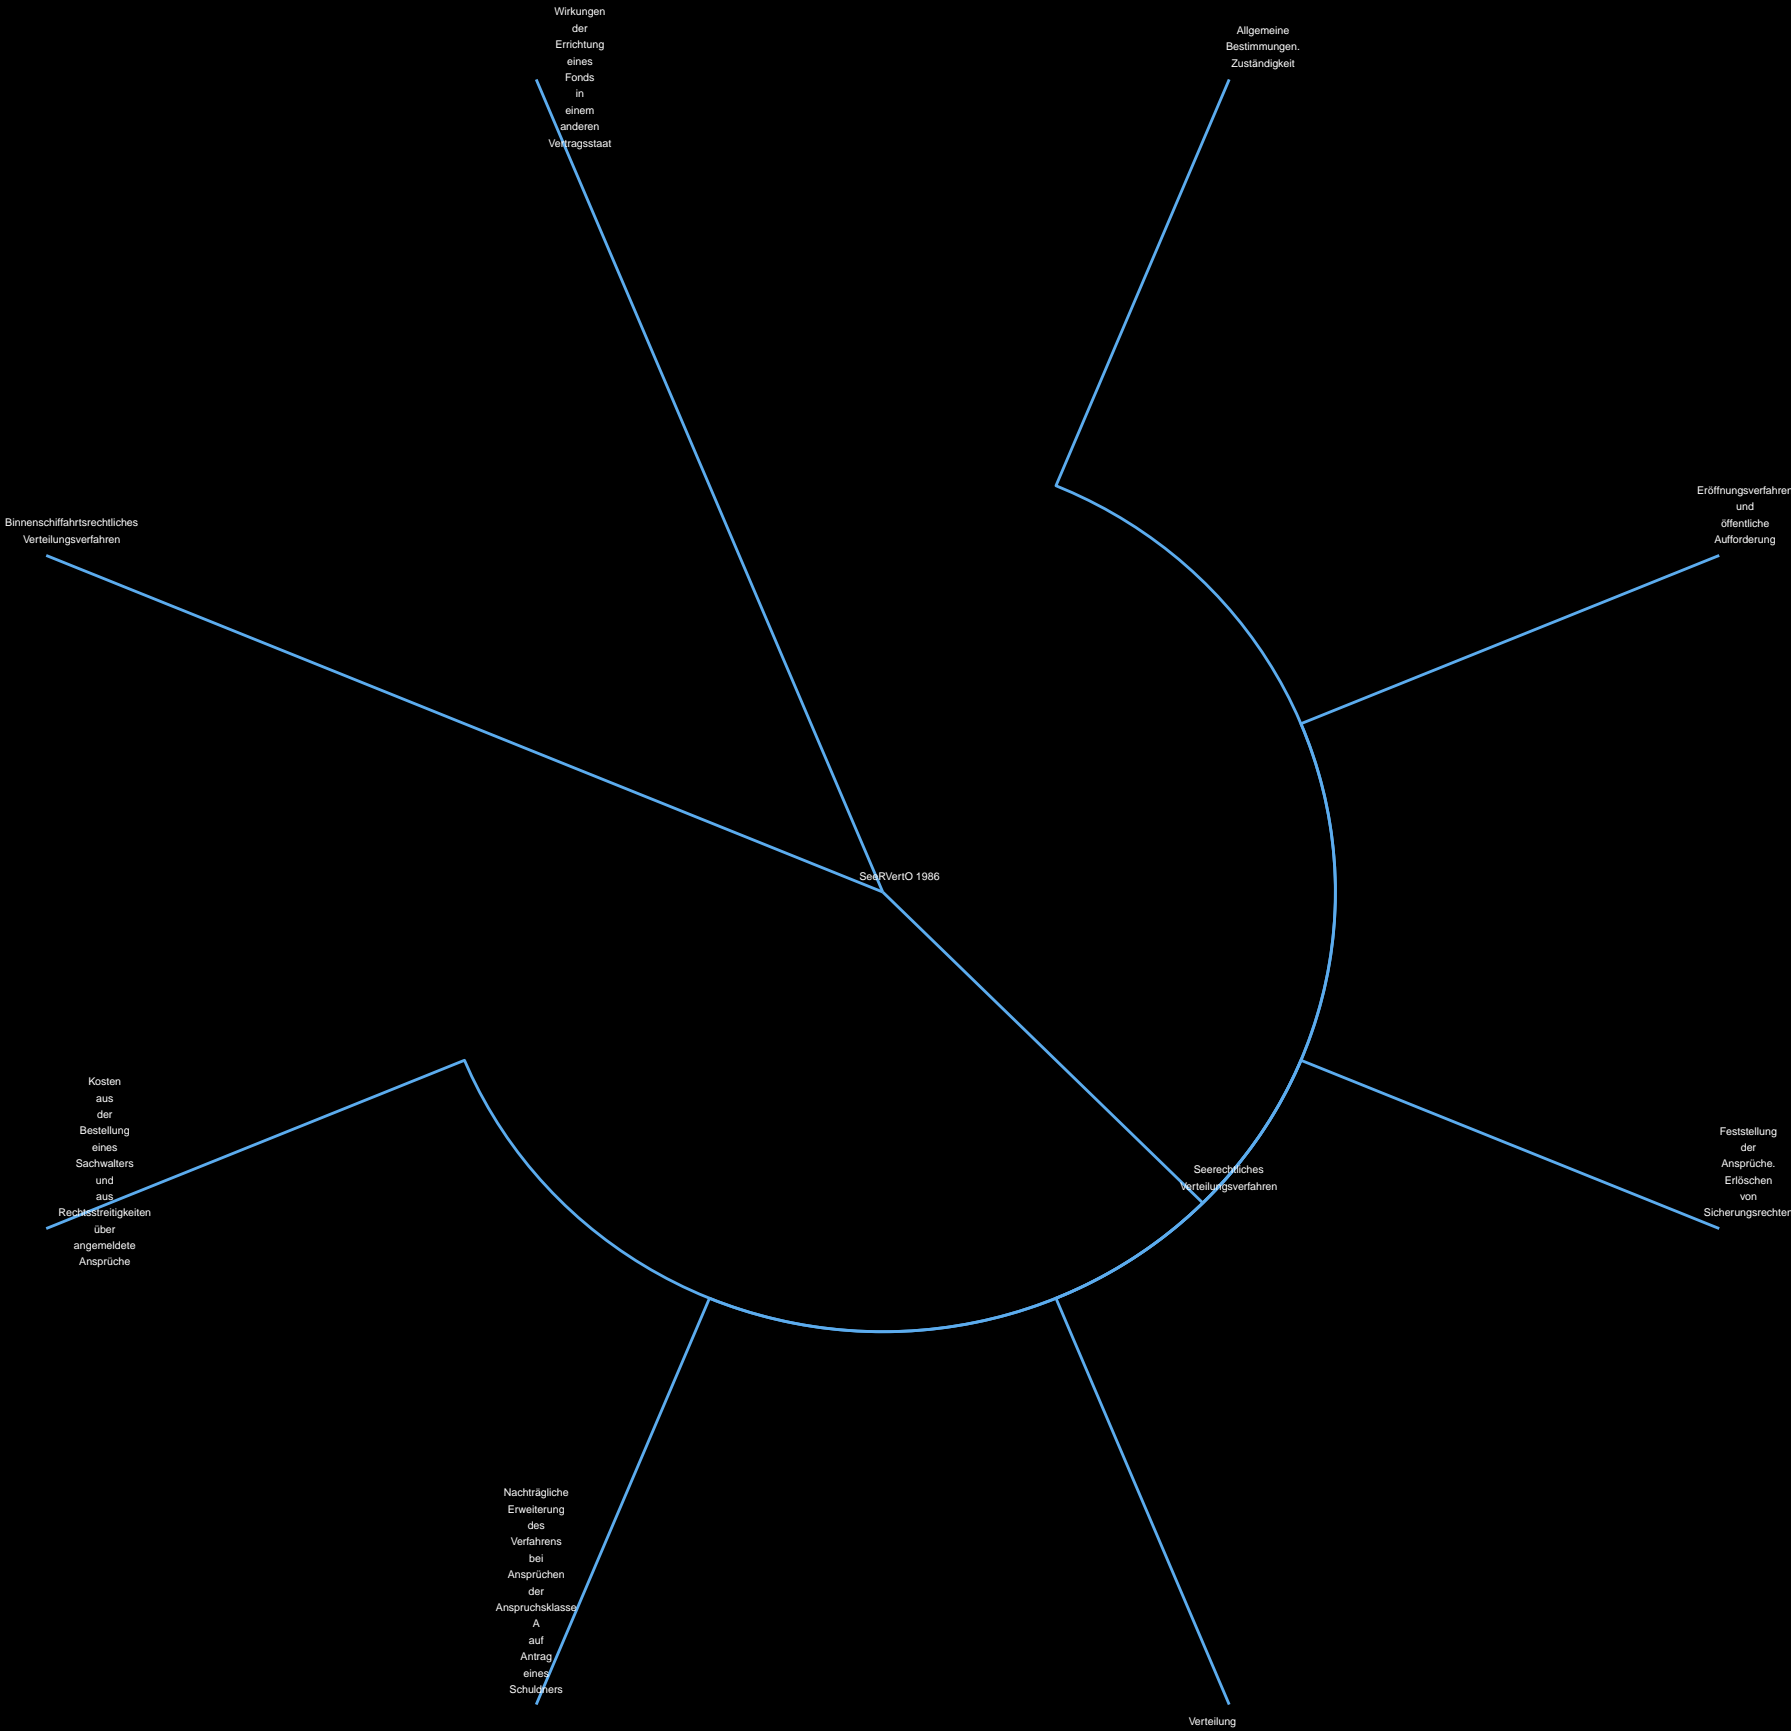 Wirkungen
der
Errichtung
eines
Fonds
in
einem
anderen
Vertragsstaat
Allgemeine
Bestimmungen.
Zuständigkeit
Eröffnungsverfahren
und
öffentliche
Aufforderung
Binnenschiffahrtsrechtliches
Verteilungsverfahren
SeeRVertO 1986
Kosten
aus
der
Bestellung
eines
Sachwalters
und
aus
Rechtsstreitigkeiten
über
angemeldete
Ansprüche
Seerechtliches
Verteilungsverfahren
Feststellung
der
Ansprüche.
Erlöschen
von
Sicherungsrechten
Nachträgliche
Erweiterung
des
Verfahrens
bei
Ansprüchen
der
Anspruchsklasse
A
auf
Antrag
eines
Schuldners
Verteilung